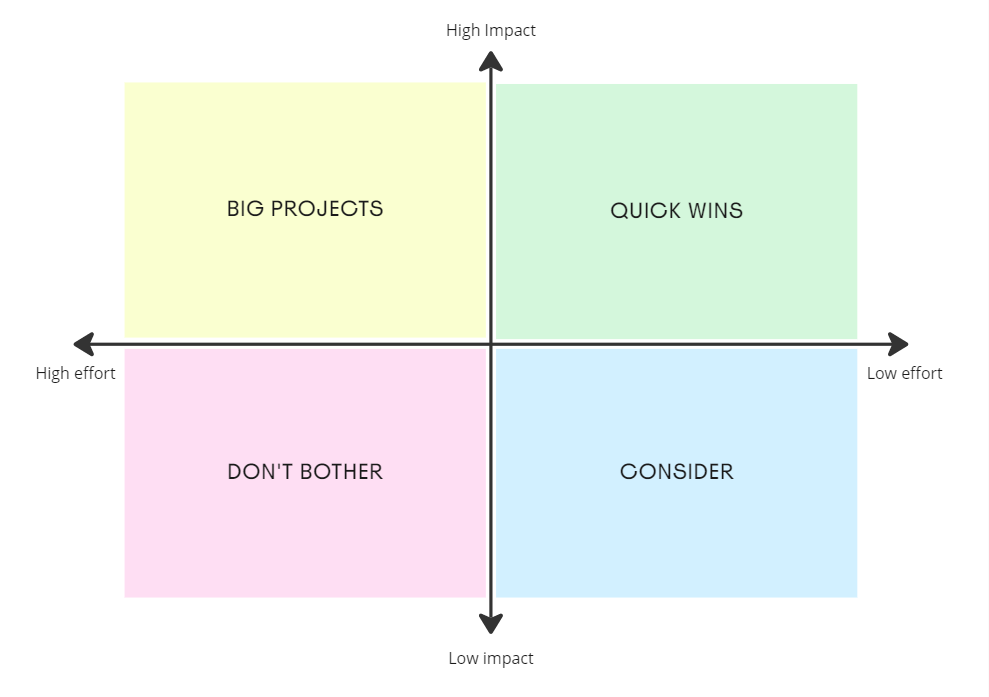 High Impact
BIG PROJECTS
QUICK WINS
High effort
Low effort
DON'T BOTHER
CONSIDER
Low impact